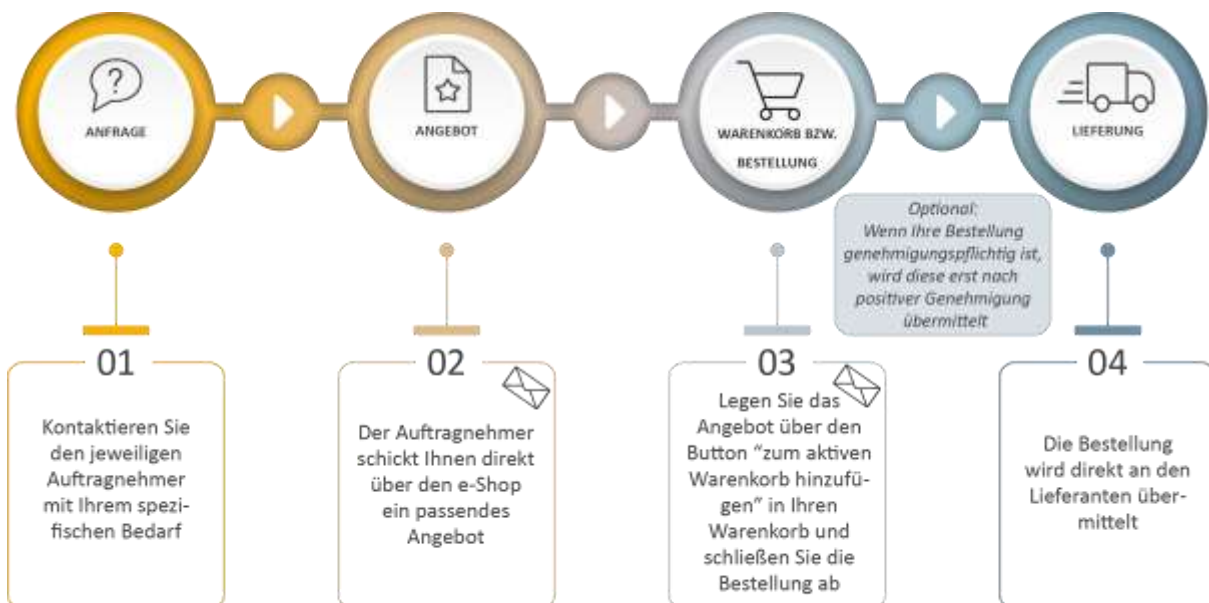 ?
ANFRAGE
ANGEBOT
WARENKORB BZW.
BESTELLUNG
LIEFERUNG
Optional:
Wenn Ihre Bestellung
genehmigungspflichtig ist,
wird diese erst nach
positiver Genehmigung
übermittelt
01
Kontaktieren Sie
den jeweiligen
Auftragnehmer
mit Ihrem spezi-
fischen Bedarf
02
Der Auftragnehmer
schickt Ihnen direkt
über den e-Shop
ein passendes
Angebot
03
Legen Sie das
Angebot über den
Button “zum aktiven
Warenkorb hinzufü-
gen” in Ihren
Warenkorb und
schließen Sie die
Bestellung ab
04
Die Bestellung
wird direkt an den
Lieferanten über-
mittelt